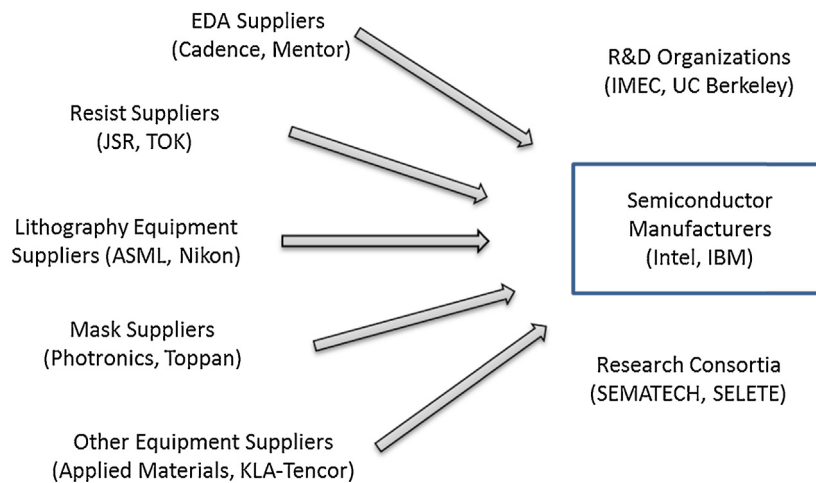 EDA Suppliers
(Cadence, Mentor)
Resist Suppliers
(JSR, TOK)
Lithography Equipment
Suppliers (ASML, Nikon)
Mask Suppliers
(Photronics, Toppan)
Other Equipment Suppliers
(Applied Materials, KLA-Tencor)
R&D Organizations
(IMEC, UC Berkeley)
Semiconductor
Manufacturers
(Intel, IBM)
Research Consortia
(SEMATECH, SELETE)